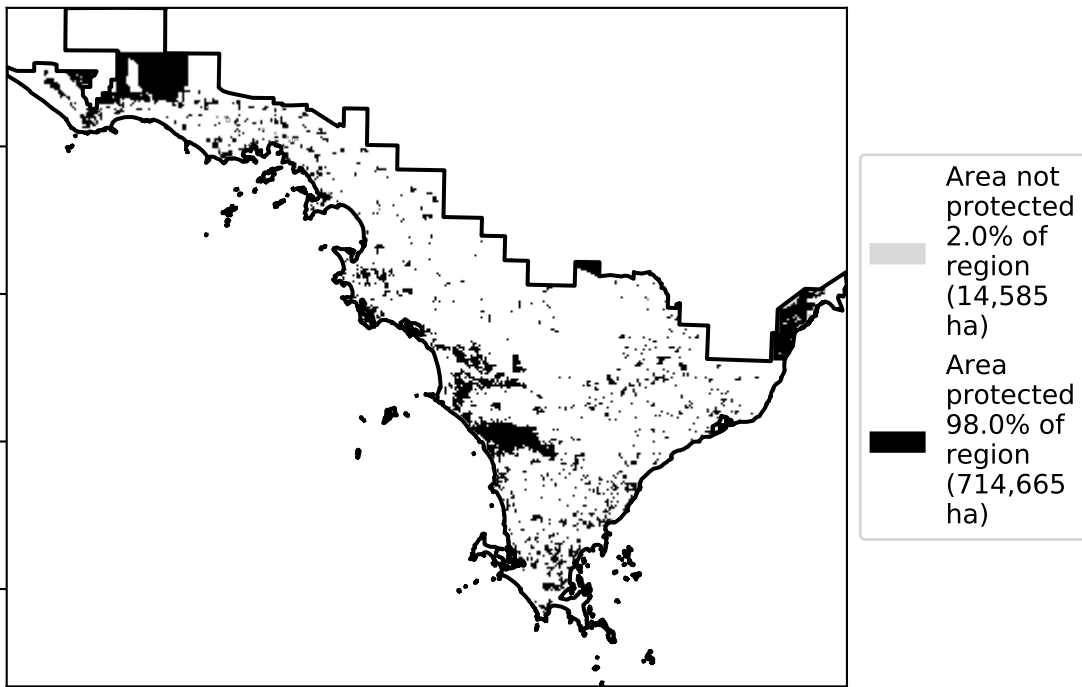 Area not
protected
2.0% of
region
(14,585
ha)
Area
protected
98.0% of
region
(714,665
ha)